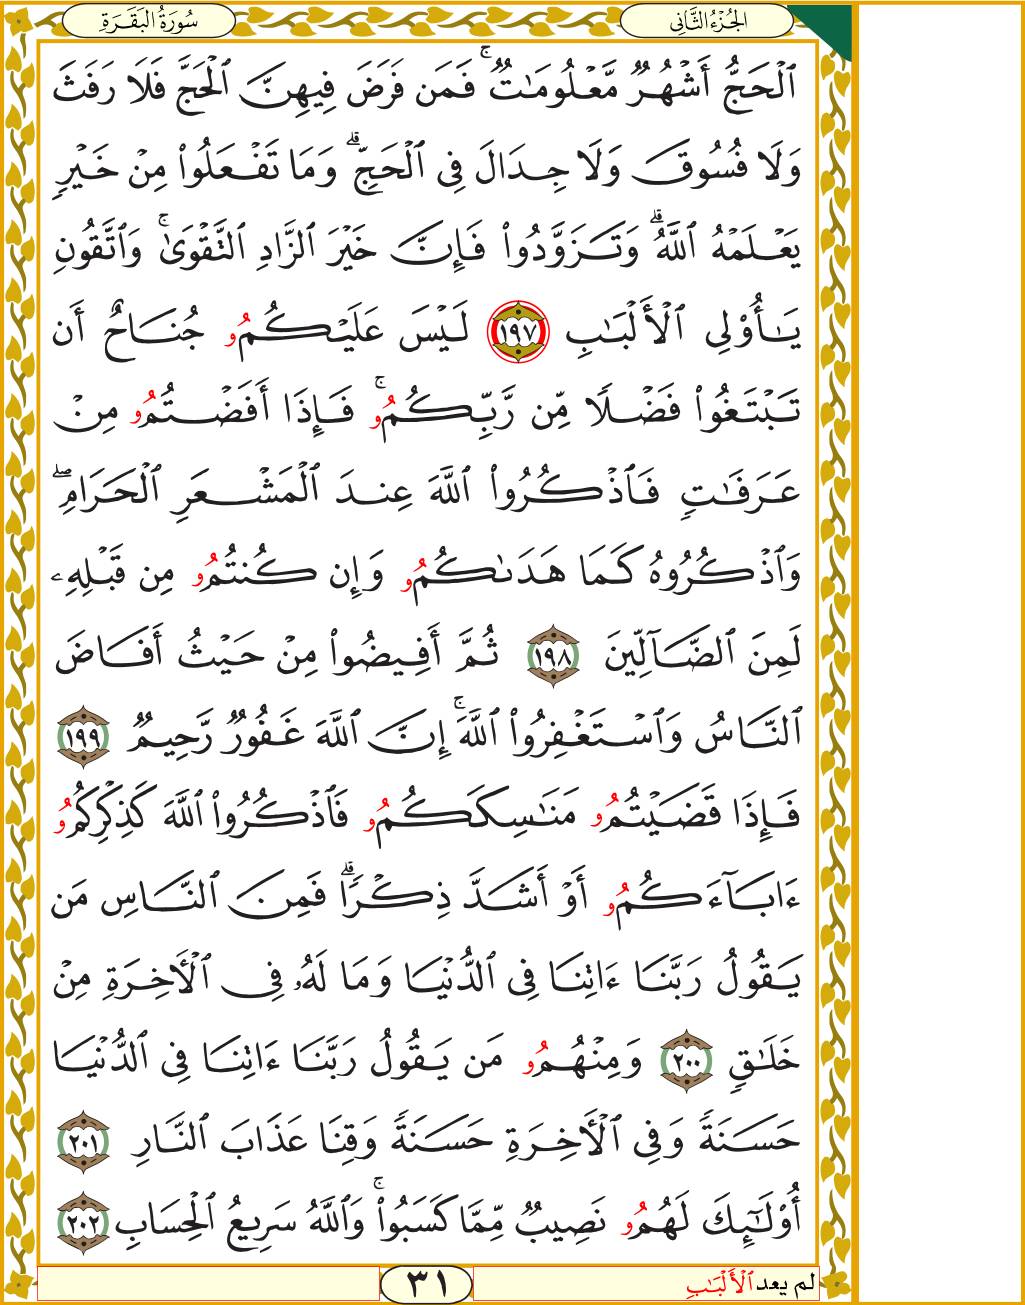 الجُزْءُ الثَّانِي
سُورَةُ البَقَرَةِ
ٱلْحَجُّ أَشْهُرٌ مَّعْلُومَٰتٌ ۚ فَمَن فَرَضَ فِيهِنَّ ٱلْحَجَّ فَلَا رَفَثَ
وَلَا فُسُوقَ وَلَا جِدَالَ فِى ٱلْحَجِّ ۗ وَمَا تَفْعَلُوا۟ مِنْ خَيْرٍ
يَعْلَمْهُ ٱللَّهُ ۗ وَتَزَوَّدُوا۟ فَإِنَّ خَيْرَ ٱلزَّادِ ٱلتَّقْوَىٰ ۚ وَٱتَّقُونِ
يَٰٓأُو۟لِى ٱلْأَلْبَٰبِ ١٩٧ لَيْسَ عَلَيْكُمُۥ جُنَاحٌ أَن
تَبْتَغُوا۟ فَضْلًا مِّن رَّبِّكُمُۥ ۚ فَإِذَا أَفَضْتُمُۥ مِنْ
عَرَفَٰتٍ فَٱذْكُرُوا۟ ٱللَّهَ عِندَ ٱلْمَشْعَرِ ٱلْحَرَامِ ۖ
وَٱذْكُرُوهُ كَمَا هَدَىٰكُمُۥ وَإِن كُنتُمُۥ مِن قَبْلِهِۦ
لَمِنَ ٱلضَّآلِّينَ ١٩٨ ثُمَّ أَفِيضُوا۟ مِنْ حَيْثُ أَفَاضَ
ٱلنَّاسُ وَٱسْتَغْفِرُوا۟ ٱللَّهَ ۚ إِنَّ ٱللَّهَ غَفُورٌ رَّحِيمٌ ١٩٩
فَإِذَا قَضَيْتُمُۥ مَنَٰسِكَكُمُۥ فَٱذْكُرُوا۟ ٱللَّهَ كَذِكْرِكُمُۥ
ءَابَآءَكُمُۥ أَوْ أَشَدَّ ذِكْرًا ۗ فَمِنَ ٱلنَّاسِ مَن
يَقُولُ رَبَّنَا ءَاتِنَا فِى ٱلدُّنْيَا وَمَا لَهُۥ فِى ٱلْأَخِرَةِ مِنْ
خَلَٰقٍ ٢٠٠ وَمِنْهُمُۥ مَن يَقُولُ رَبَّنَا ءَاتِنَا فِى ٱلدُّنْيَا
حَسَنَةً وَفِى ٱلْأَخِرَةِ حَسَنَةً وَقِنَا عَذَابَ ٱلنَّارِ ٢٠١
أُو۟لَٰٓئِكَ لَهُمُۥ نَصِيبٌ مِّمَّا كَسَبُوا۟ ۚ وَٱللَّهُ سَرِيعُ ٱلْحِسَابِ ٢٠٢
لم يعد ٱلْأَلْبَٰبِ
٣١